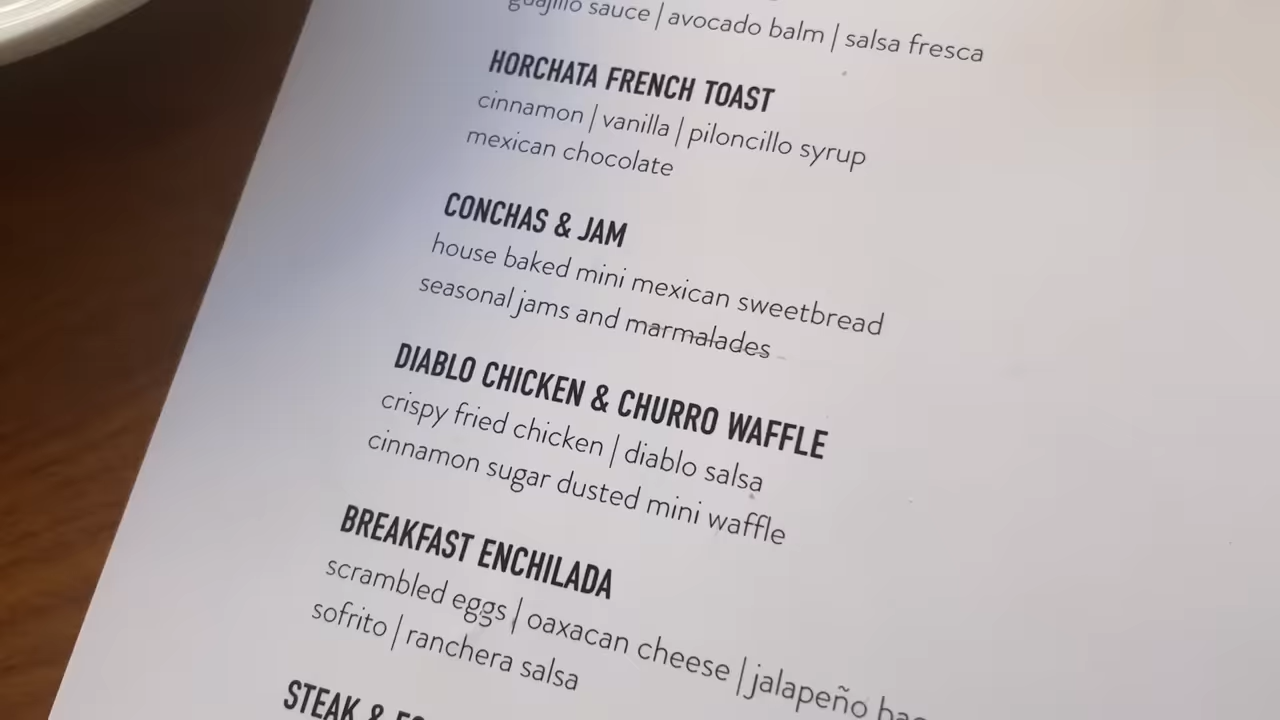 guajillo sauce | avocado balm | salsa fresca
HORCHATA FRENCH TOAST
cinnamon | vanilla | piloncillo syrup
mexican chocolate
CONCHAS & JAM
house baked mini mexican sweetbread
seasonal jams and marmalades
DIABLO CHICKEN & CHURRO WAFFLE
crispy fried chicken | diablo salsa
cinnamon sugar dusted mini waffle
BREAKFAST ENCHILADA
scrambled eggs | oaxacan cheese | jalapeño
sofrito | ranchera salsa
STEAK &